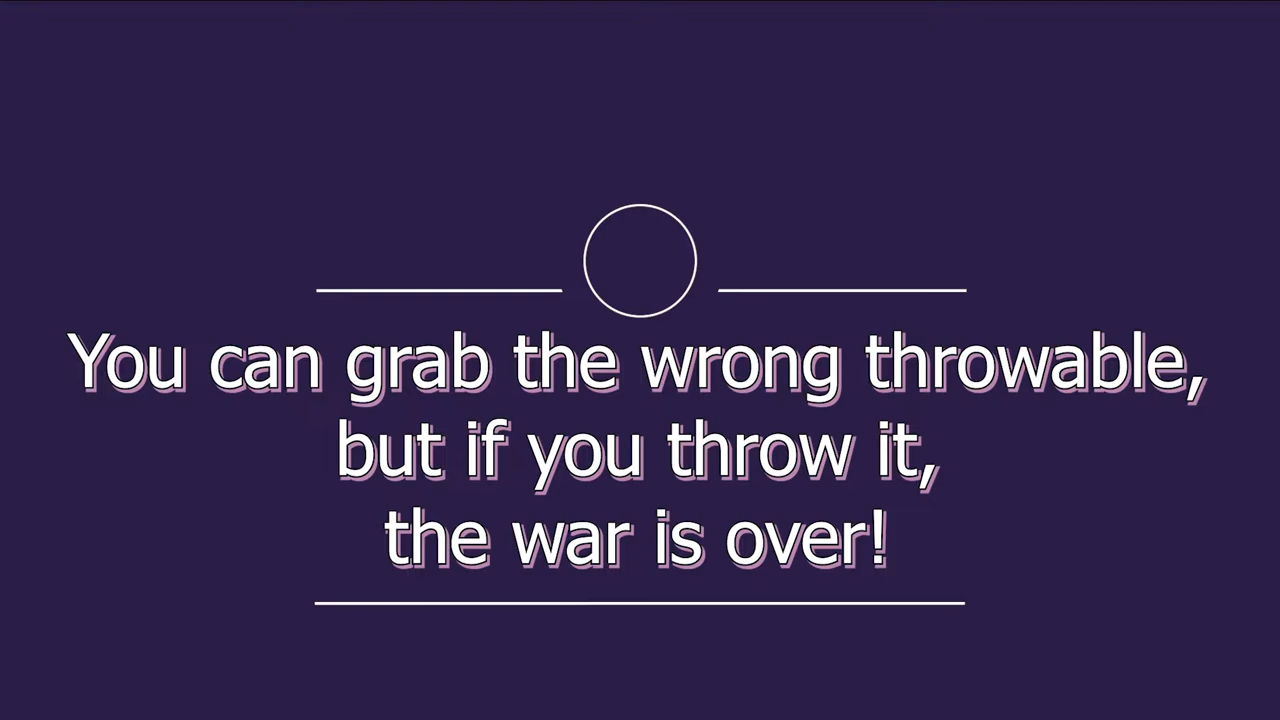 You can grab the wrong throwable,
but if you throw it,
the war is over!